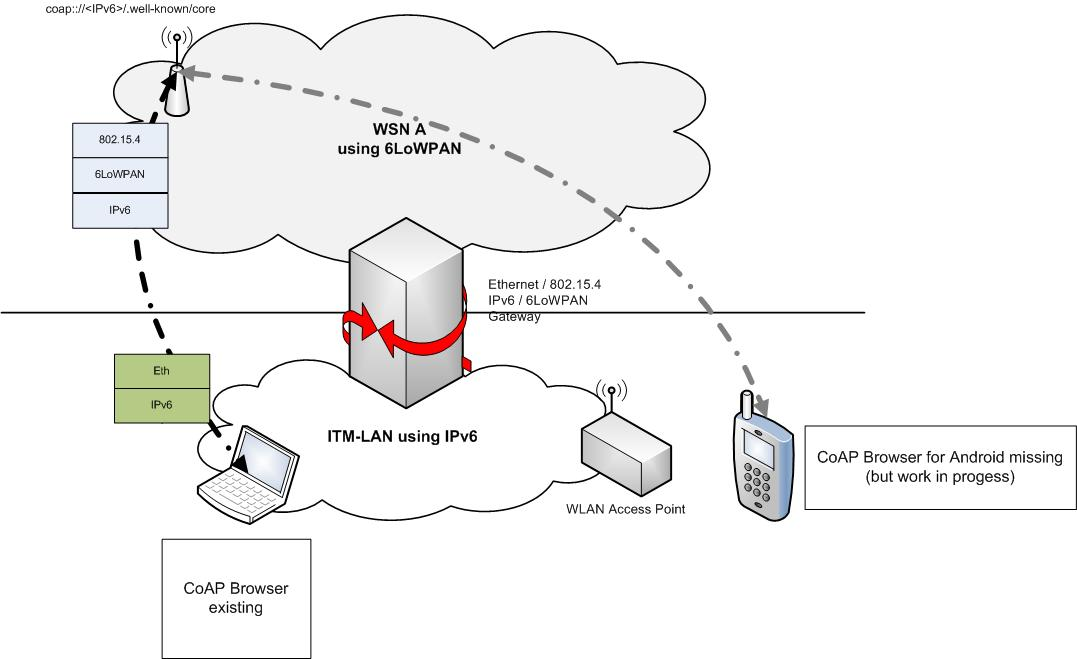 coap:://<IPv6>/.well-known/core
WSN A
using 6LoWPAN
802.15.4
6LoWPAN
IPv6
Ethernet / 802.15.4
IPv6 / 6LoWPAN
Gateway
Eth
IPv6
ITM-LAN using IPv6
WLAN Access Point
CoAP Browser for Android missing
(but work in progess)
CoAP Browser
existing